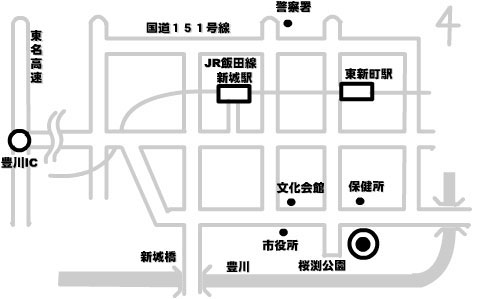 警察署
国道１５１号線
東名高速
JR飯田線
新城駅
東新町駅
豊川IC
文化会館
保健所
市役所
新城橋
豊川
桜渕公園